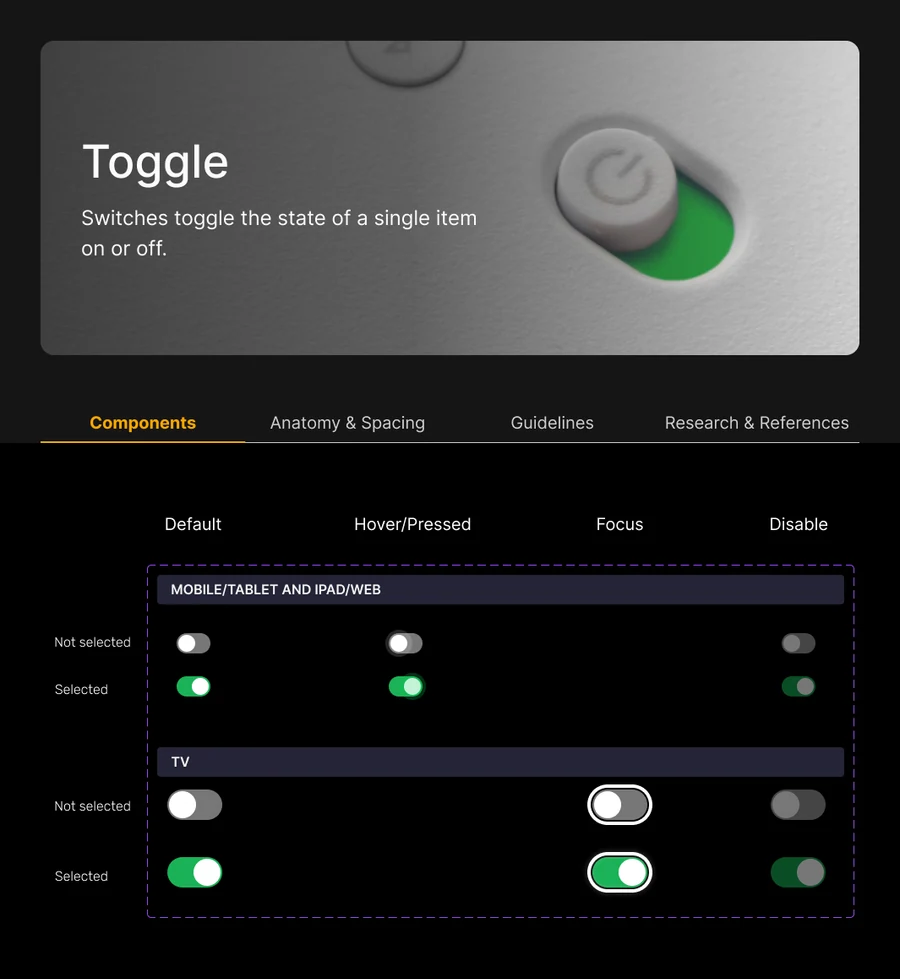 Toggle
Switches toggle the state of a single item
on or off.
Components
Anatomy & Spacing
Guidelines
Research & References
Default
Hover/Pressed
Focus
Disable
MOBILE/TABLET AND IPAD/WEB
Not selected
Selected
TV
Not selected
Selected